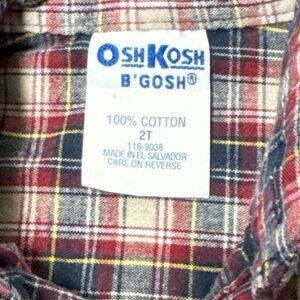 OSHKOSH
B'GOSH®
100% COTTON
2T
116-9038
MADE IN EL SALVADOR
CARE ON REVERSE